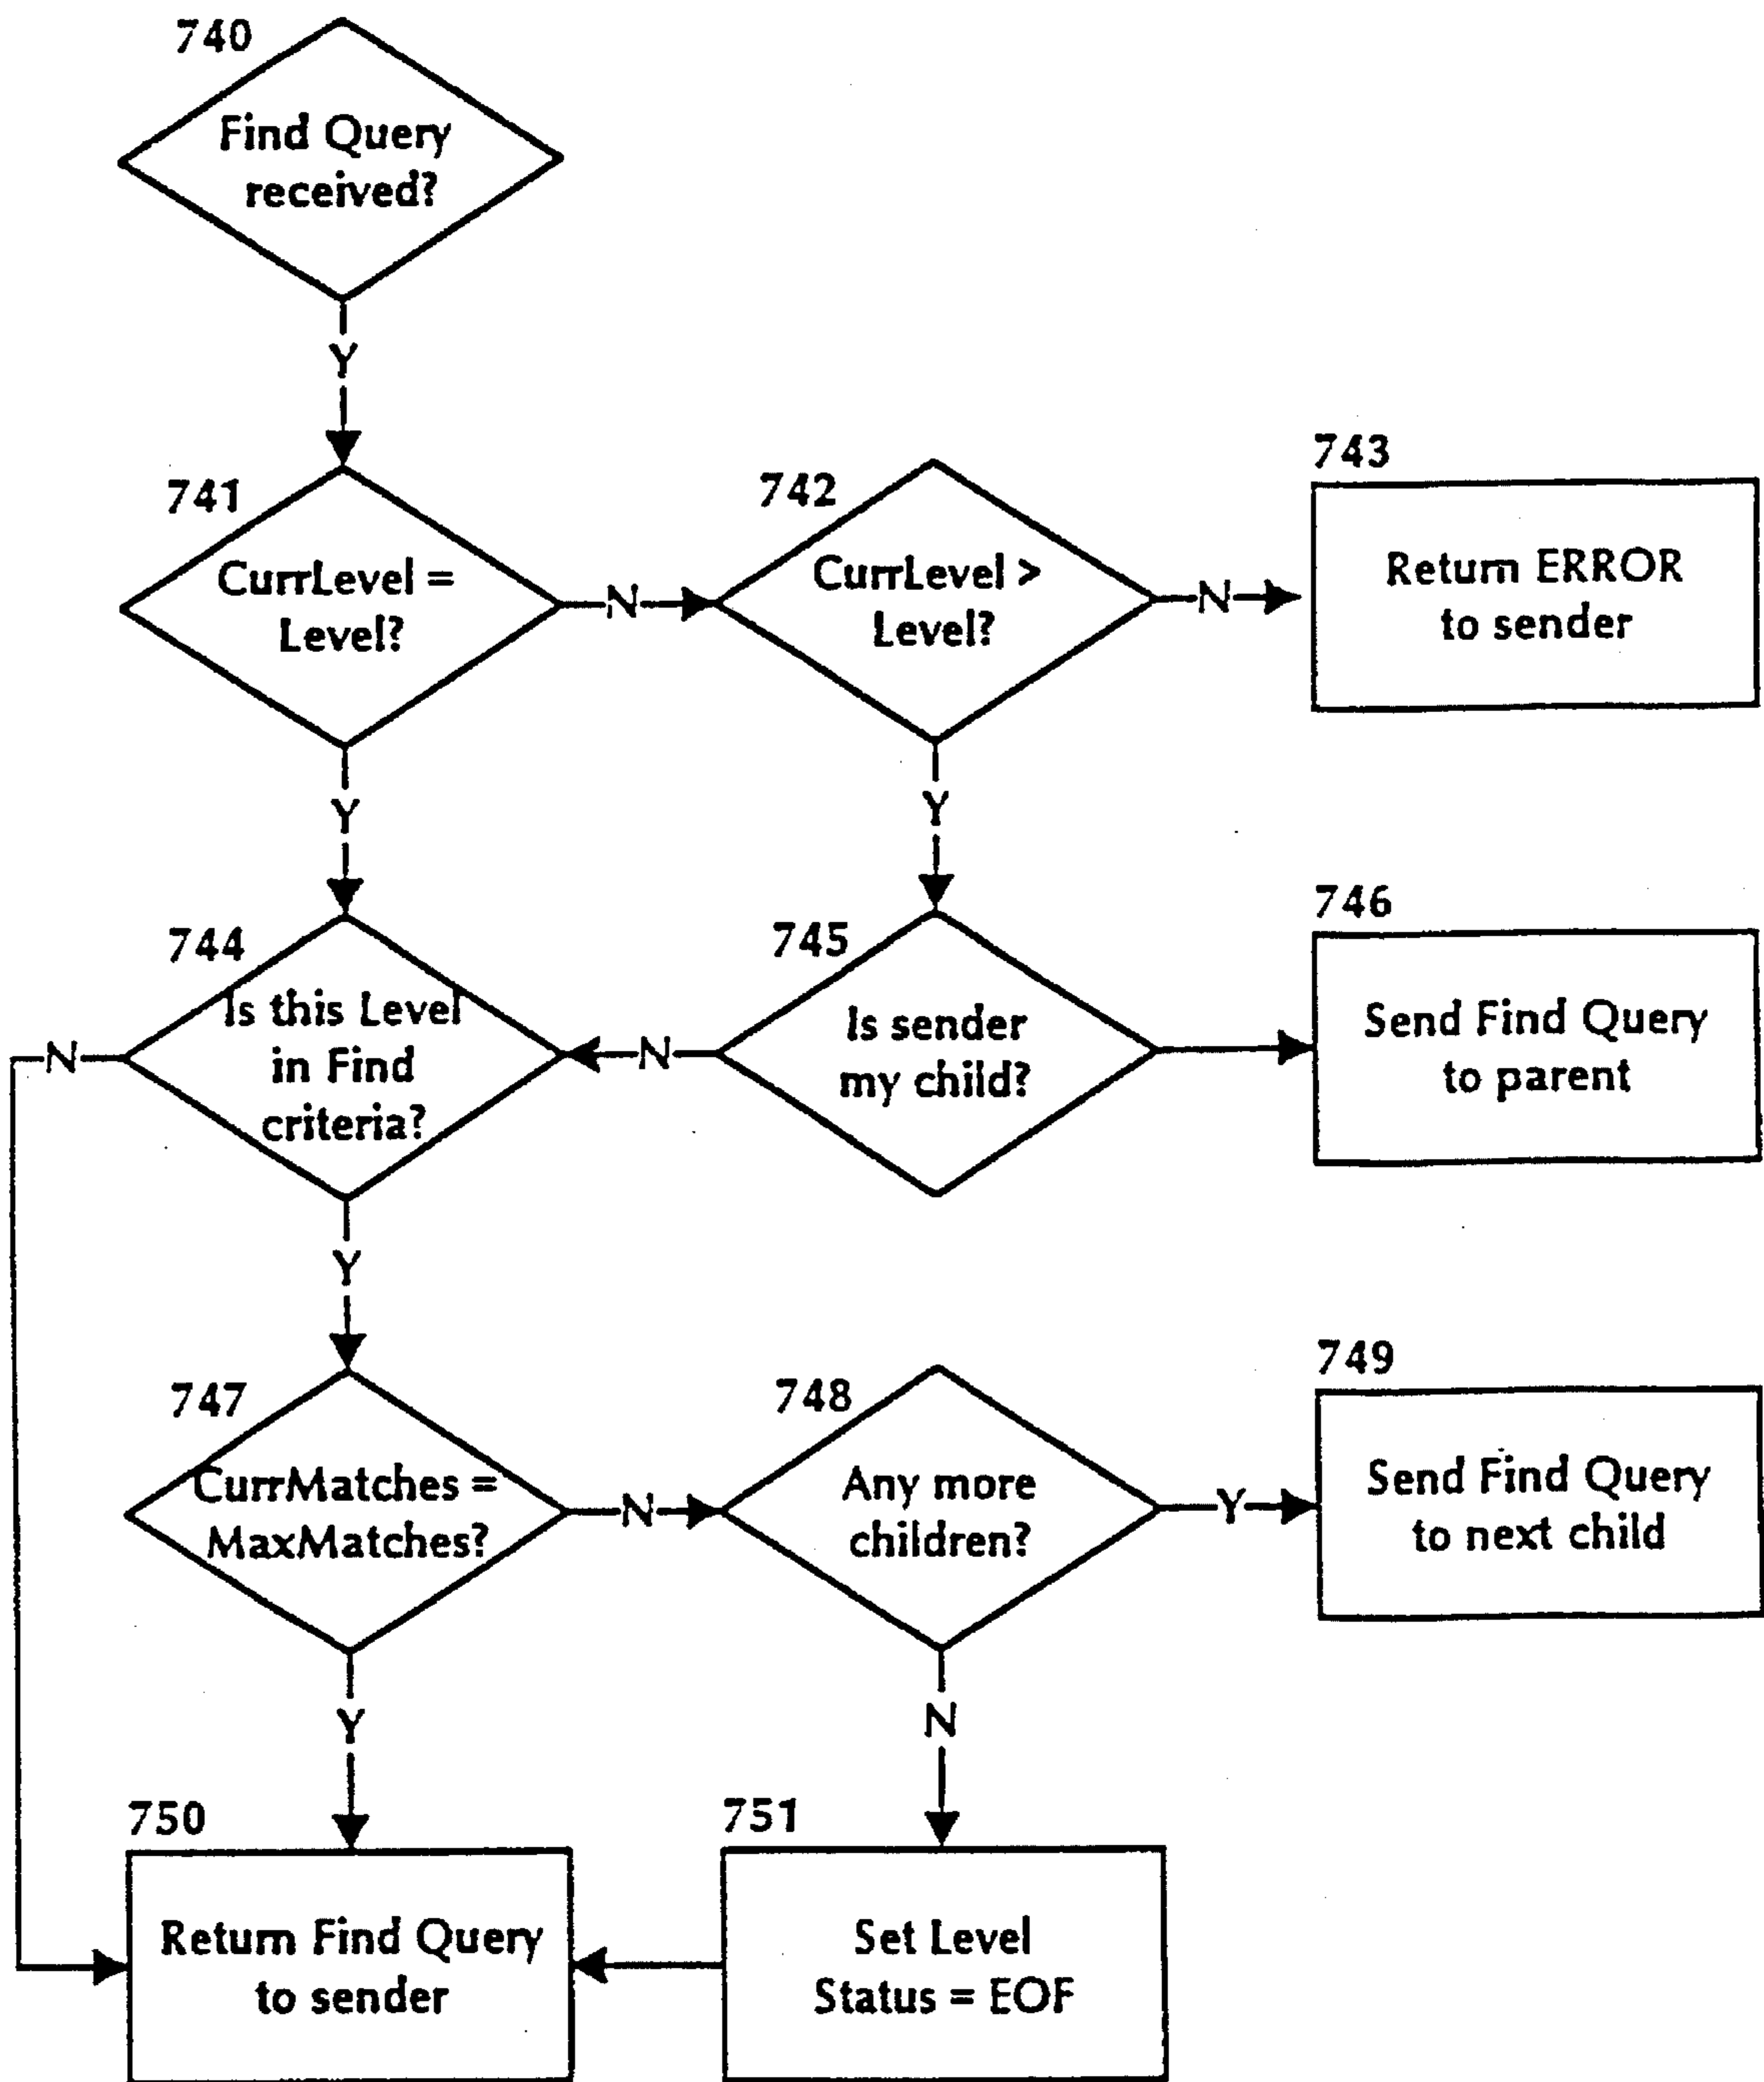 740
Find Query
received?
Y
741
CurrLevel =
Level?
N
742
CurrLevel >
Level?
N
743
Return ERROR
to sender
Y
Y
744
Is this Level
in Find
criteria?
N
N
745
Is sender
my child?
746
Send Find Query
to parent
Y
747
CurrMatches =
MaxMatches?
N
748
Any more
children?
Y
749
Send Find Query
to next child
Y
N
750
Return Find Query
to sender
751
Set Level
Status = EOF